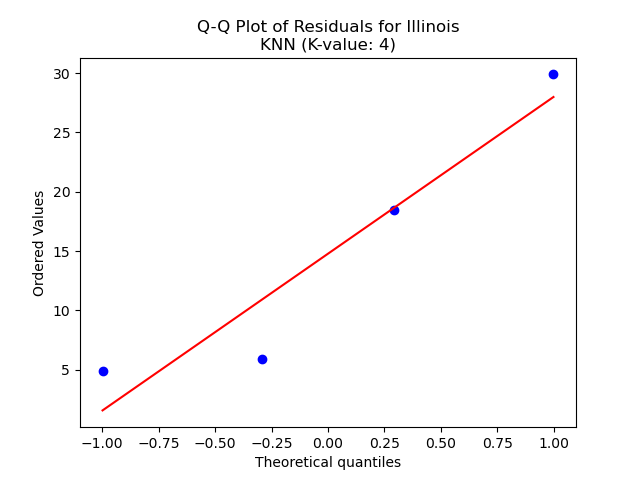 Q-Q Plot of Residuals for Illinois
KNN (K-value: 4)
30
25
20
15
10
5
Ordered Values
−1.00 −0.75 −0.50 −0.25 0.00 0.25 0.50 0.75 1.00
Theoretical quantiles